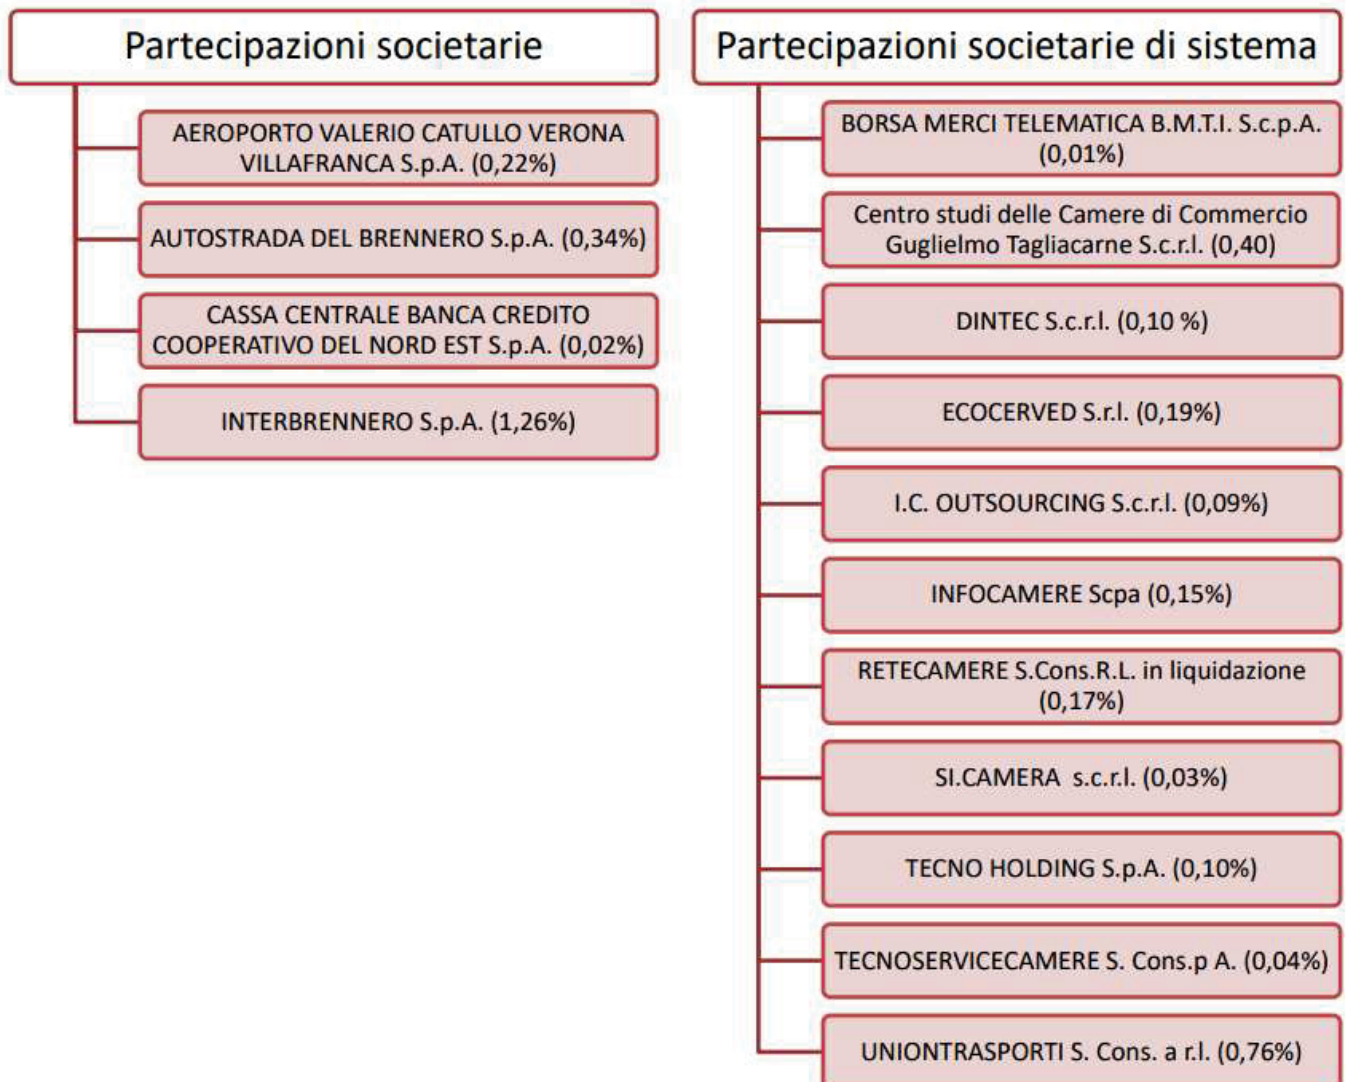 Partecipazioni societarie
AEROPORTO VALERIO CATULLO VERONA
VILLAFRANCA S.p.A. (0,22%)
AUTOSTRADA DEL BRENNERO S.p.A. (0,34%)
CASSA CENTRALE BANCA CREDITO
COOPERATIVO DEL NORD EST S.p.A. (0,02%)
INTERBRENNERO S.p.A. (1,26%)
Partecipazioni societarie di sistema
BORSA MERCI TELEMATICA B.M.T.I. S.c.p.A.
(0,01%)
Centro studi delle Camere di Commercio
Guglielmo Tagliacarne S.c.r.l. (0,40)
DINTEC S.c.r.l. (0,10 %)
ECOCERVED S.r.l. (0,19%)
I.C. OUTSOURCING S.c.r.l. (0,09%)
INFOCAMERE Scpa (0,15%)
RETECAMERE S.Cons.R.L. in liquidazione
(0,17%)
SI.CAMERA s.c.r.l. (0,03%)
TECNO HOLDING S.p.A. (0,10%)
TECNOSERVICECAMERE S. Cons.p A. (0,04%)
UNIONTRASPORTI S. Cons. a r.l. (0,76%)